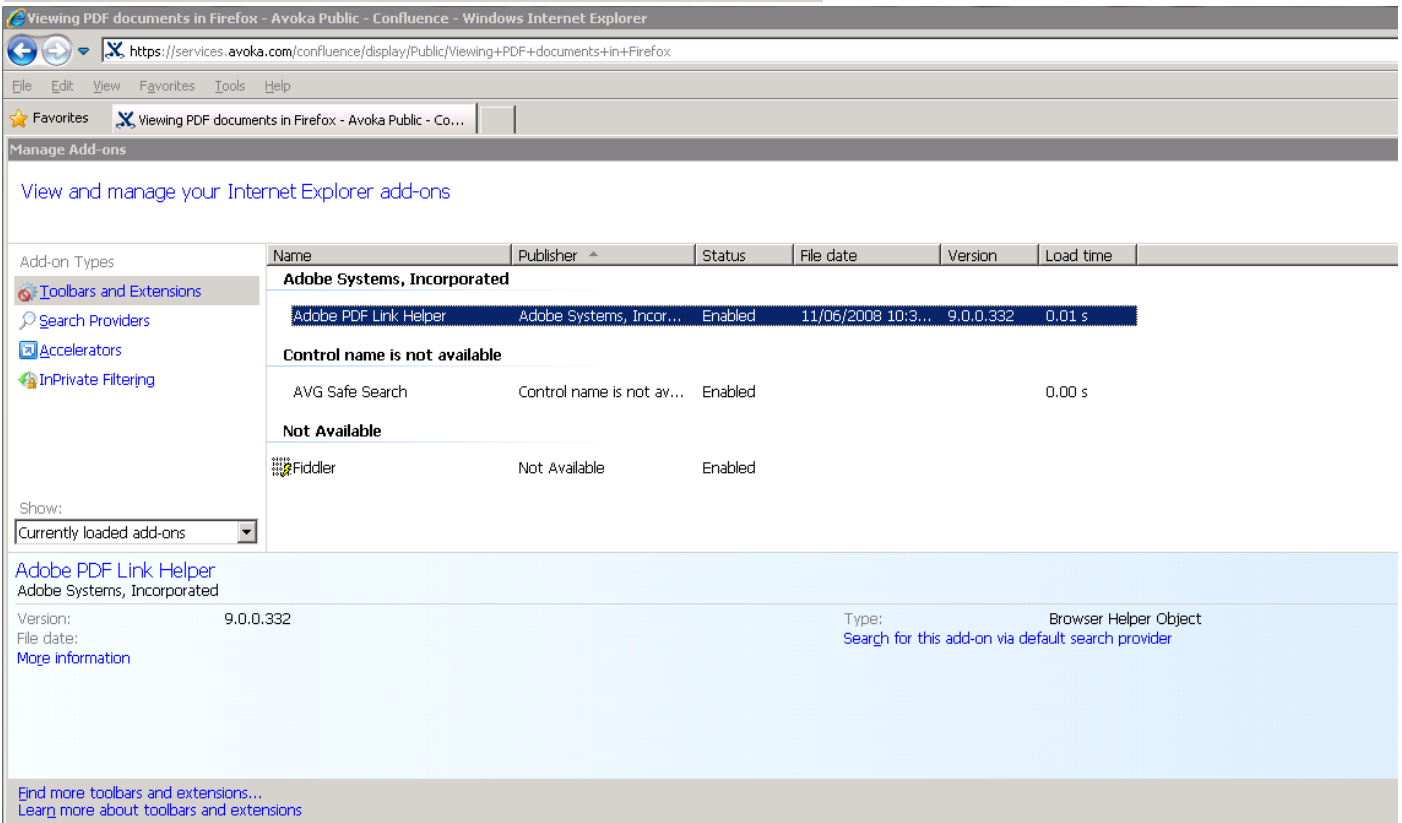 Viewing PDF documents in Firefox - Avoka Public - Confluence - Windows Internet Explorer
https://services.avoka.com/confluence/display/Public/Viewing+PDF+documents+in+Firefox
File Edit View Favorites Tools Help
Favorites Viewing PDF documents in Firefox - Avoka Public - Co...
Manage Add-ons
View and manage your Internet Explorer add-ons
Add-on Types
Toolbars and Extensions
Search Providers
Accelerators
InPrivate Filtering
Show:
Currently loaded add-ons
Name Publisher Status File date Version Load time
Adobe Systems, Incorporated
Adobe PDF Link Helper Adobe Systems, Incor... Enabled 11/06/2008 10:3... 9.0.0.332 0.01 s
Control name is not available
AVG Safe Search Control name is not av... Enabled 0.00 s
Not Available
Fiddler Not Available Enabled
Adobe PDF Link Helper
Adobe Systems, Incorporated
Version: 9.0.0.332 Type: Browser Helper Object
File date: Search for this add-on via default search provider
More information
Find more toolbars and extensions...
Learn more about toolbars and extensions